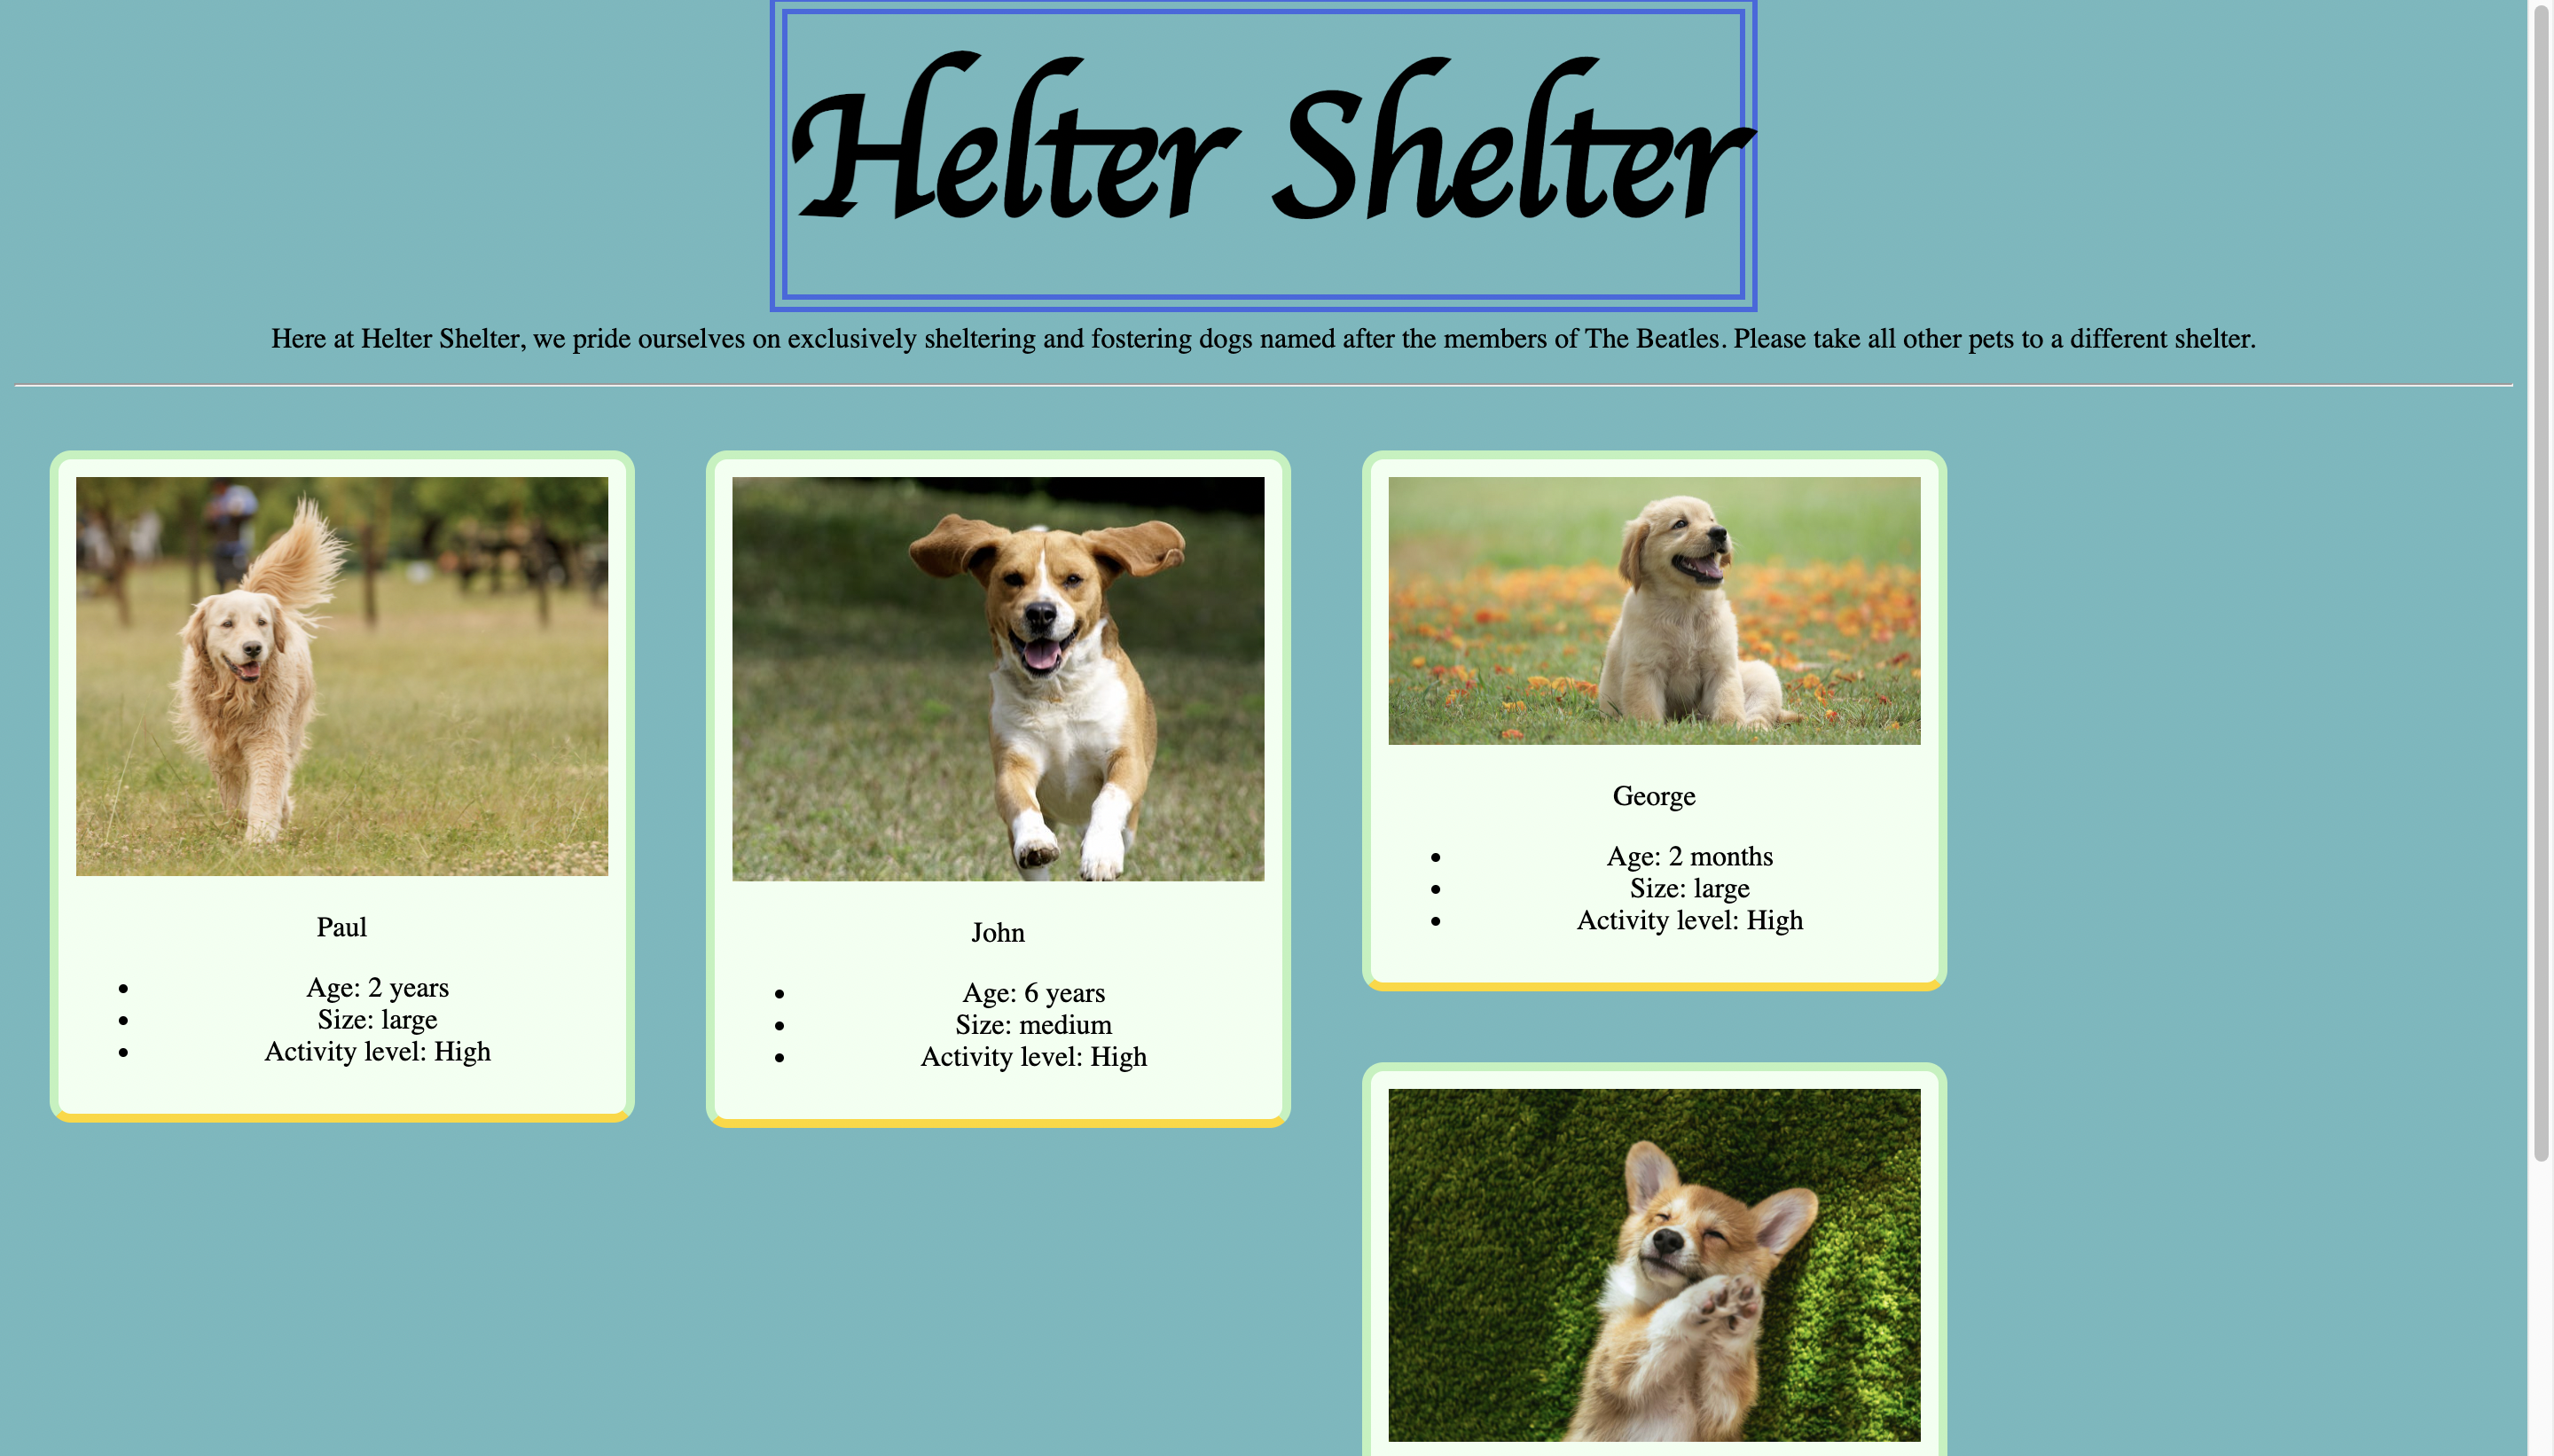 Helter Shelter
Here at Helter Shelter, we pride ourselves on exclusively sheltering and fostering dogs named after the members of The Beatles. Please take all other pets to a different shelter.
Paul
• Age: 2 years
• Size: large
• Activity level: High
John
• Age: 6 years
• Size: medium
• Activity level: High
George
• Age: 2 months
• Size: large
• Activity level: High